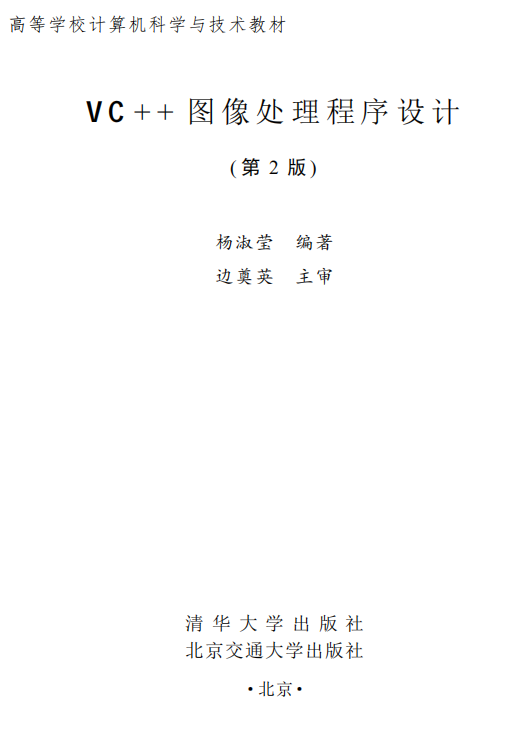 高等学校计算机科学与技术教材
VC++图像处理程序设计
(第2版)
杨淑莹 编著
边奠英 主审
清华大学出版社
北京交通大学出版社
·北京·